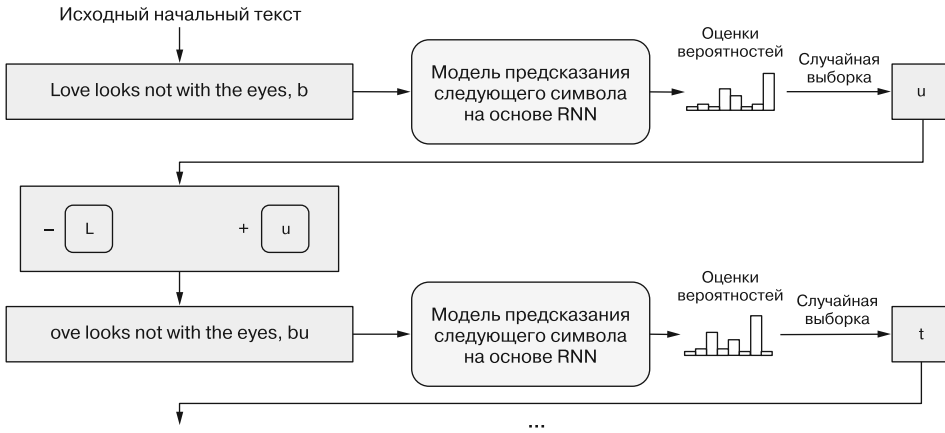 Исходный начальный текст
Love looks not with the eyes, b
Модель предсказания
следующего символа
на основе RNN
Оценки
вероятностей
Случайная
выборка
u
– L + u
ove looks not with the eyes, bu
Модель предсказания
следующего символа
на основе RNN
Оценки
вероятностей
Случайная
выборка
t
...